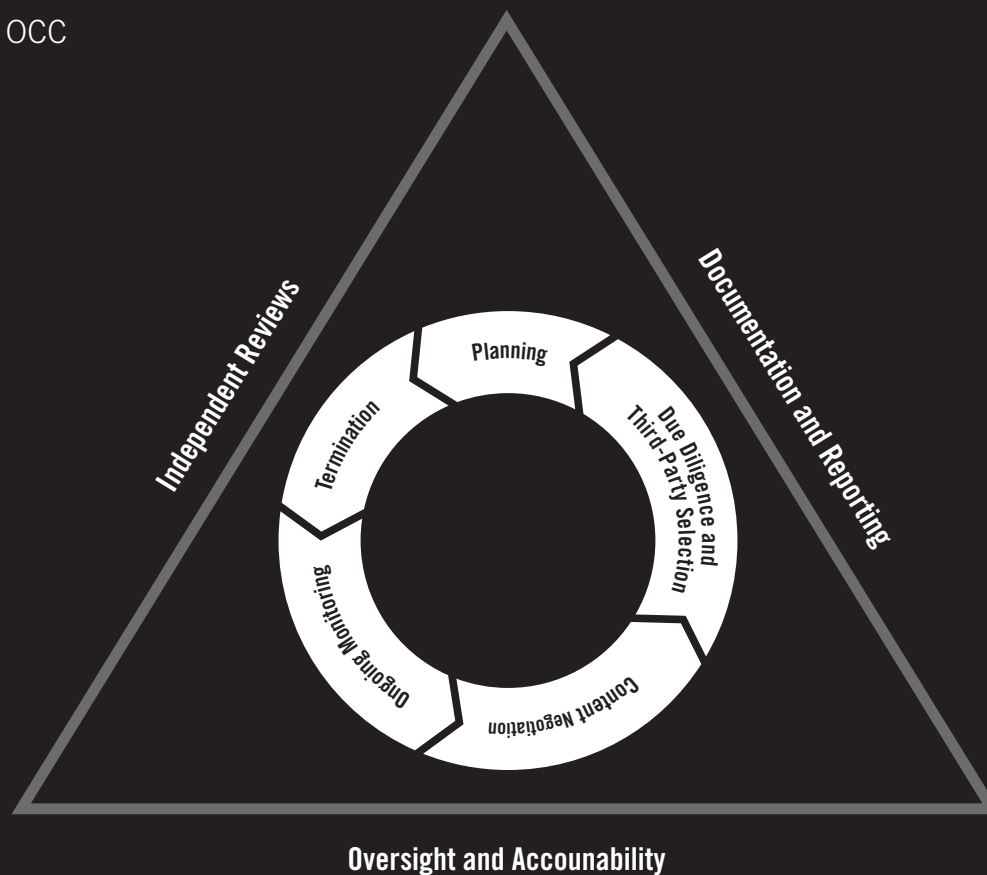 OCC
Independent Reviews
Documentation and Reporting
Planning
Due Diligence and
Third-Party Selection
Content Negotiation
Ongoing Monitoring
Termination
Oversight and Accounability